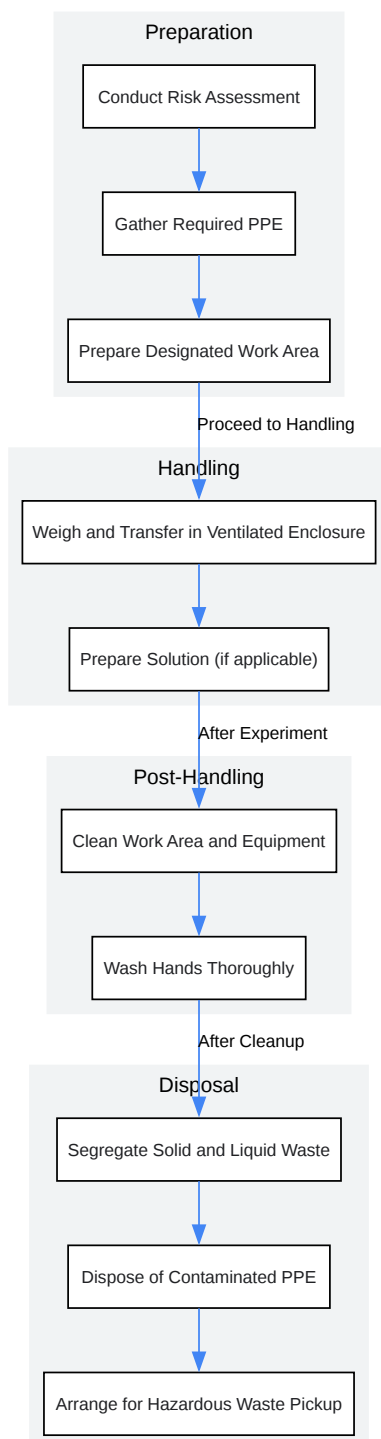 Preparation
Conduct Risk Assessment
Gather Required PPE
Prepare Designated Work Area
Proceed to Handling
Handling
Weigh and Transfer in Ventilated Enclosure
Prepare Solution (if applicable)
After Experiment
Post-Handling
Clean Work Area and Equipment
Wash Hands Thoroughly
After Cleanup
Disposal
Segregate Solid and Liquid Waste
Dispose of Contaminated PPE
Arrange for Hazardous Waste Pickup